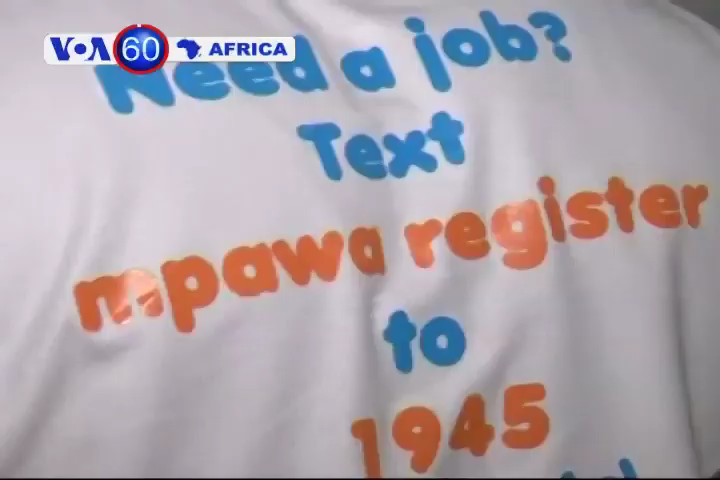 VOA 60 AFRICA
Need a job?
Text
mpawa register
to
1945